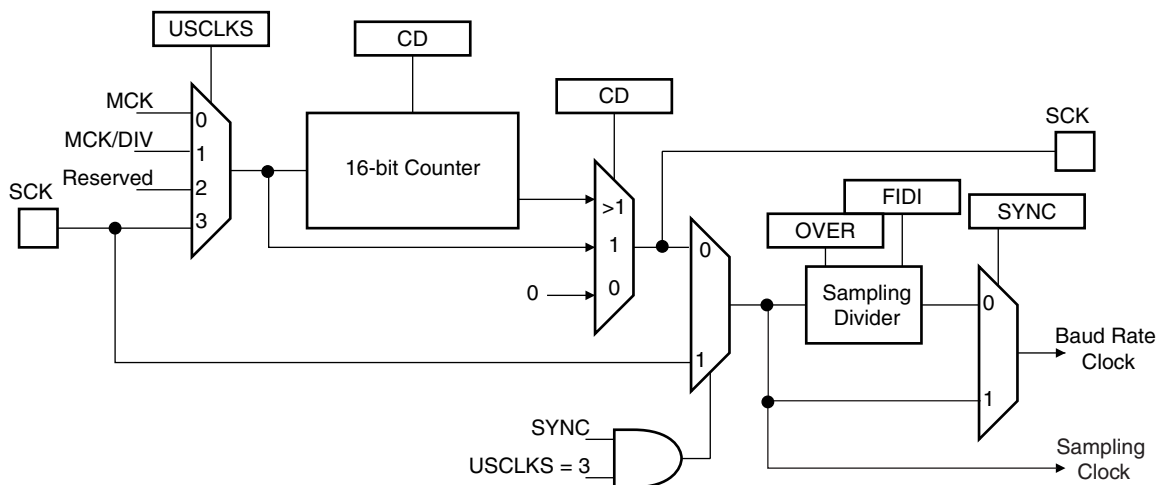 USCLKS
CD
CD
MCK
MCK/DIV
Reserved
SCK
0
1
2
3
16-bit Counter
>1
1
0
0
SCK
0
1
FIDI
OVER
SYNC
Sampling
Divider
0
1
Baud Rate
Clock
Sampling
Clock
SYNC
USCLKS = 3